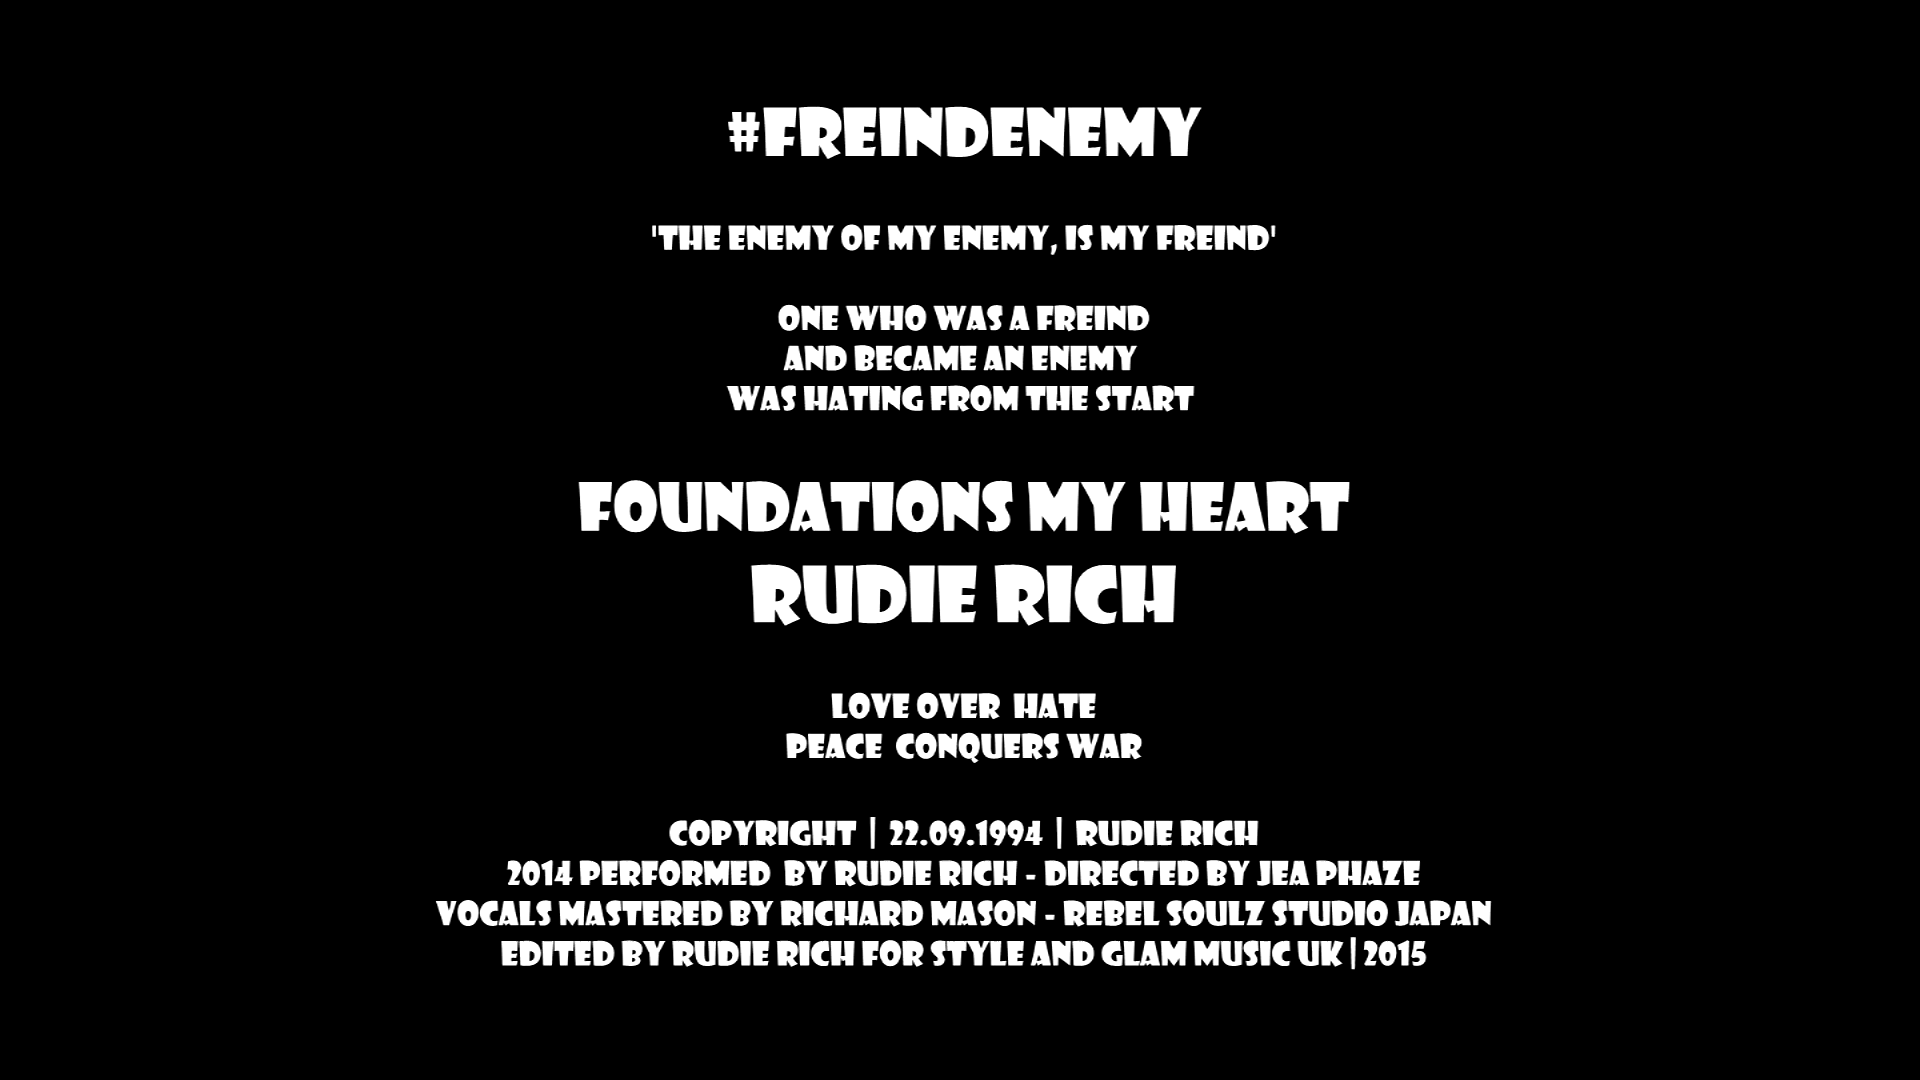 #FREINDENEMY
'THE ENEMY OF MY ENEMY, IS MY FREIND'
ONE WHO WAS A FREIND
AND BECAME AN ENEMY
WAS HATING FROM THE START
FOUNDATIONS MY HEART
RUDIE RICH
LOVE OVER HATE
PEACE CONQUERS WAR
COPYRIGHT | 22.09.1994 | RUDIE RICH
2014 PERFORMED BY RUDIE RICH - DIRECTED BY JEA PHAZE
VOCALS MASTERED BY RICHARD MASON - REBEL SOULZ STUDIO JAPAN
EDITED BY RUDIE RICH FOR STYLE AND GLAM MUSIC UK | 2015